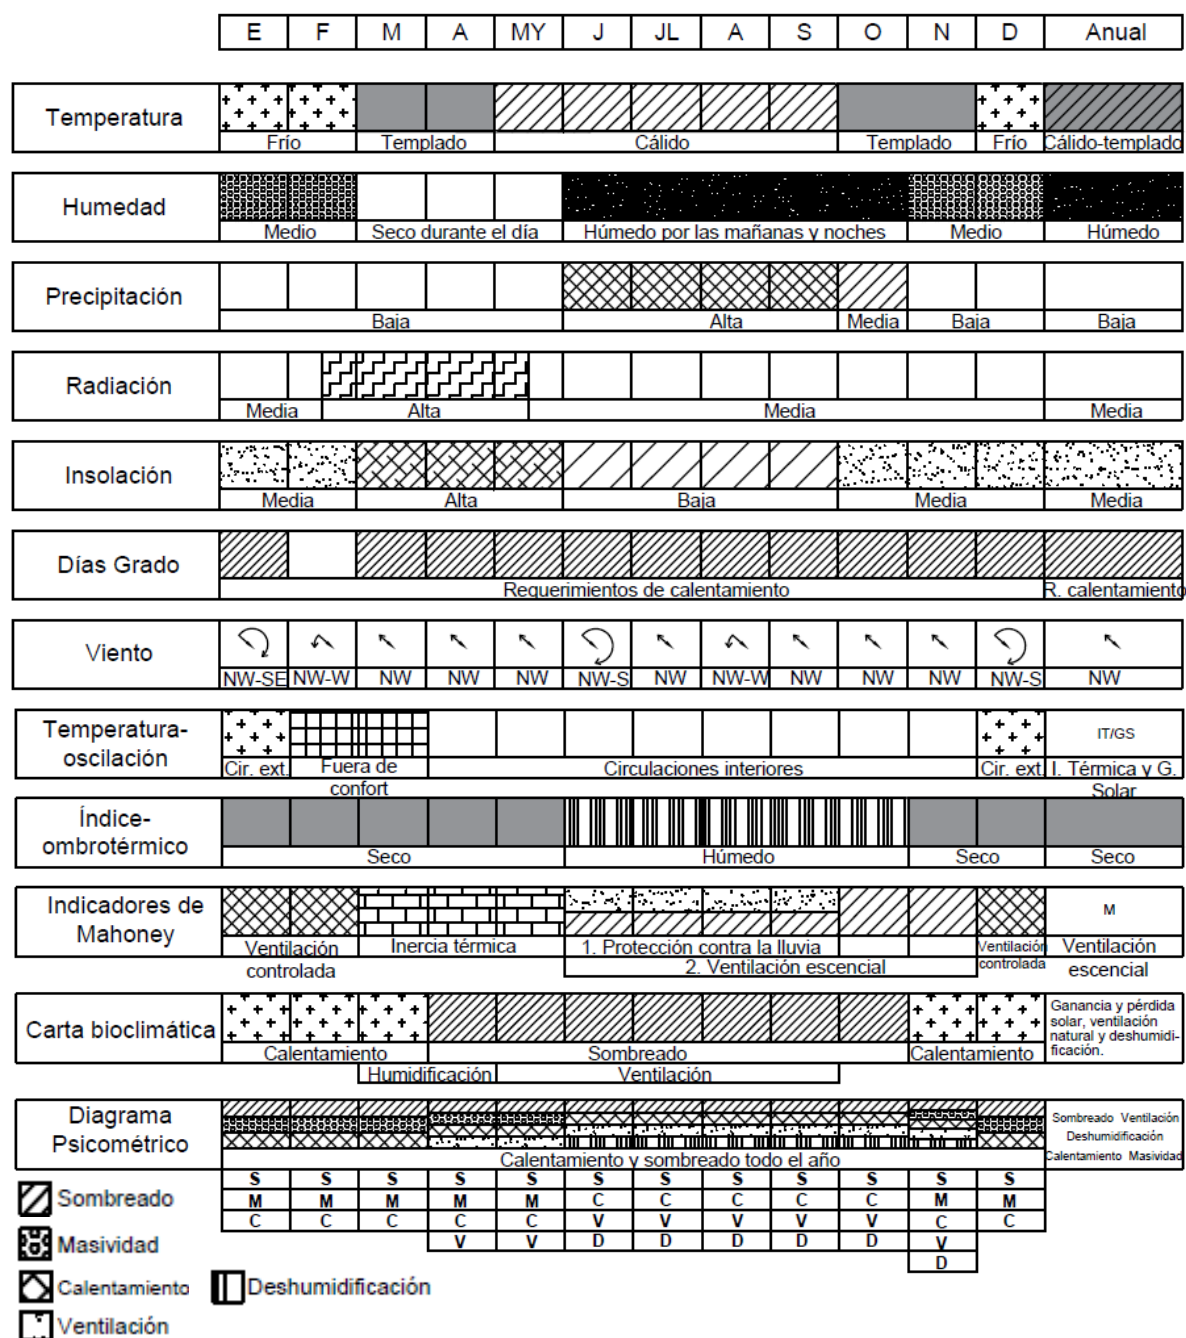 E F M A MY J JL A S O N D Anual
Temperatura
Frío Templado Cálido Templado Frío Cálido-templado
Humedad
Medio Seco durante el día Húmedo por las mañanas y noches Medio Húmedo
Precipitación
Baja Alta Media Baja Baja
Radiación
Media Alta Media Media
Insolación
Media Alta Baja Media Media
Días Grado
Requerimientos de calentamiento R. calentamiento
Viento
NW-SE NW-W NW NW NW NW-S NW NW-W NW NW NW NW-S NW
Temperatura-
oscilación
IT/GS
Cir. ext. Fuera de
confort
Circulaciones interiores Cir. ext. I. Térmica y G.
Solar
Índice-
ombrotérmico
Seco Húmedo Seco Seco
Indicadores de
Mahoney
M
Ventilación
controlada
Inercia térmica 1. Protección contra la lluvia
2. Ventilación escencial
Ventilación
controlada
Ventilación
escencial
Carta bioclimática
Ganancia y pérdida
solar, ventilación
natural y deshumidi-
ficación.
Calentamiento Sombreado Calentamiento
Humidificación Ventilación
Diagrama
Psicométrico
Sombreado Ventilación
Deshumidificación
Calentamiento Masividad
Calentamiento y sombreado todo el año
S S S S S S S S S S S S
M M M M M C C C C C M M
C C C C C V V V V V C C
V V D D D D D V
D
Sombreado
Masividad
Calentamiento Deshumidificación
Ventilación